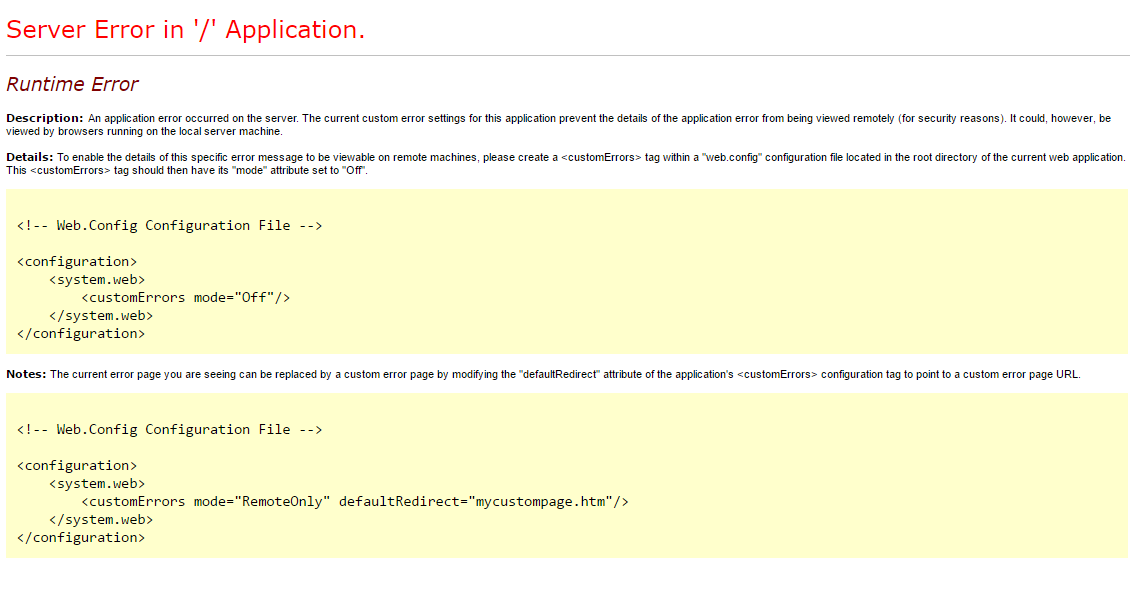 Server Error in '/' Application.
Runtime Error
Description: An application error occurred on the server. The current custom error settings for this application prevent the details of the application error from being viewed remotely (for security reasons). It could, however, be
viewed by browsers running on the local server machine.
Details: To enable the details of this specific error message to be viewable on remote machines, please create a <customErrors> tag within a "web.config" configuration file located in the root directory of the current web application.
This <customErrors> tag should then have its "mode" attribute set to "Off".
<!-- Web.Config Configuration File -->
<configuration>
    <system.web>
        <customErrors mode="Off"/>
    </system.web>
</configuration>
Notes: The current error page you are seeing can be replaced by a custom error page by modifying the "defaultRedirect" attribute of the application's <customErrors> configuration tag to point to a custom error page URL.
<!-- Web.Config Configuration File -->
<configuration>
    <system.web>
        <customErrors mode="RemoteOnly" defaultRedirect="mycustompage.htm"/>
    </system.web>
</configuration>